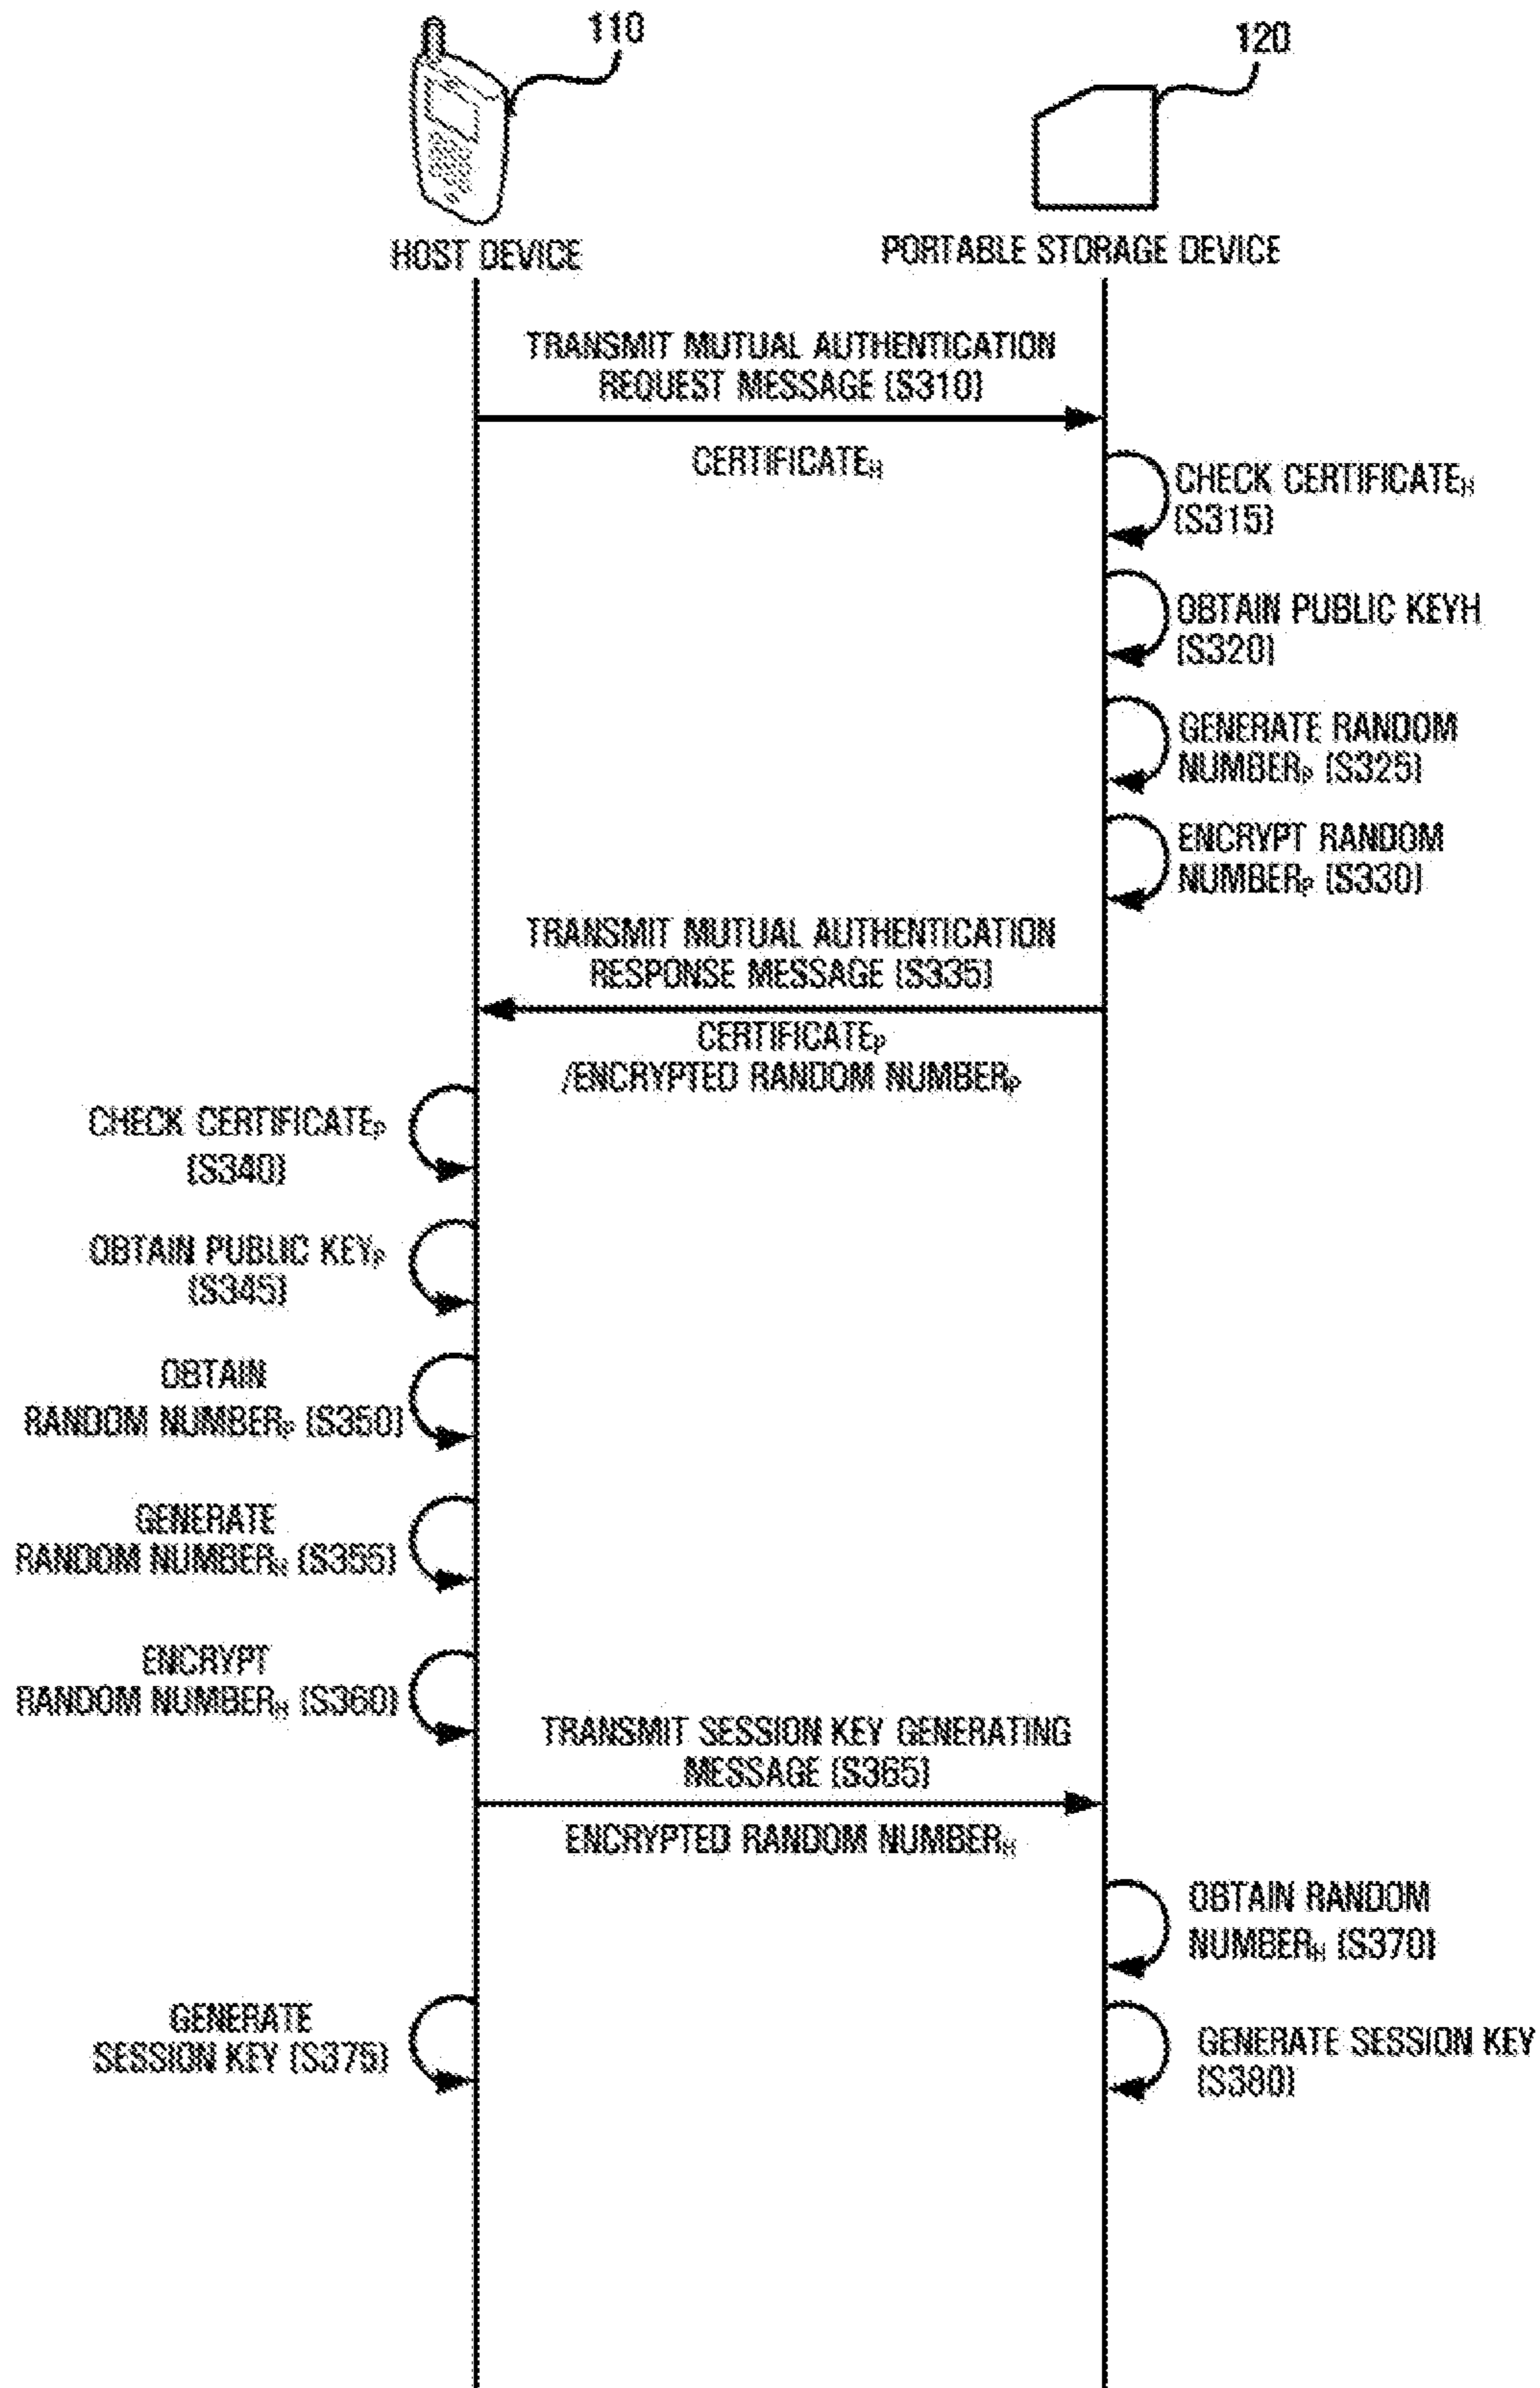 110
120
HOST DEVICE
PORTABLE STORAGE DEVICE
TRANSMIT MUTUAL AUTHENTICATION
REQUEST MESSAGE (S310)
CERTIFICATEH
CHECK CERTIFICATEH
(S315)
OBTAIN PUBLIC KEYH
(S320)
GENERATE RANDOM
NUMBERP (S325)
ENCRYPT RANDOM
NUMBERP (S330)
TRANSMIT MUTUAL AUTHENTICATION
RESPONSE MESSAGE (S335)
CERTIFICATEP
/ENCRYPTED RANDOM NUMBERP
CHECK CERTIFICATEP
(S340)
OBTAIN PUBLIC KEYP
(S345)
OBTAIN
RANDOM NUMBERP (S350)
GENERATE
RANDOM NUMBERH (S355)
ENCRYPT
RANDOM NUMBERH (S360)
TRANSMIT SESSION KEY GENERATING
MESSAGE (S365)
ENCRYPTED RANDOM NUMBERH
OBTAIN RANDOM
NUMBERH (S370)
GENERATE
SESSION KEY (S375)
GENERATE SESSION KEY
(S380)